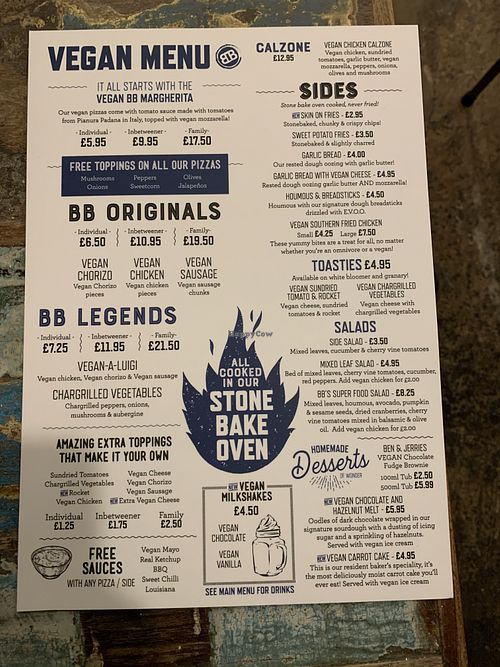 VEGAN MENU BB
IT ALL STARTS WITH THE
VEGAN BB MARGHERITA
Our vegan pizzas come with tomato sauce made with tomatoes
from Pianura Padana in Italy, topped with vegan mozzarella!
- Individual - - Inbetweener - - Family-
£5.95 £9.95 £17.50
FREE TOPPINGS ON ALL OUR PIZZAS
Mushrooms Peppers Olives
Onions Sweetcorn Jalapeños
BB ORIGINALS
- Individual - - Inbetweener - - Family-
£6.50 £10.95 £19.50
VEGAN VEGAN VEGAN
CHORIZO CHICKEN SAUSAGE
Vegan Chorizo Vegan chicken Vegan sausage
pieces pieces chunks
BB LEGENDS
- Individual - - Inbetweener - - Family-
£7.25 £11.95 £21.50
VEGAN-A-LUIGI
Vegan chicken, Vegan chorizo & Vegan sausage
CHARGRILLED VEGETABLES
Chargrilled peppers, onions,
mushrooms & aubergine
AMAZING EXTRA TOPPINGS
THAT MAKE IT YOUR OWN
Sundried Tomatoes Vegan Cheese
Chargrilled Vegetables Vegan Chorizo
NEW Rocket Vegan Sausage
Vegan Chicken NEW Extra Vegan Cheese
Individual Inbetweener Family
£1.25 £1.75 £2.50
FREE
SAUCES
WITH ANY PIZZA / SIDE
Vegan Mayo
Real Ketchup
BBQ
Sweet Chilli
Louisiana
HappyCow
ALL
COOKED
IN OUR
STONE
BAKE
OVEN
NEW VEGAN
MILKSHAKES
£4.50
VEGAN
CHOCOLATE
VEGAN
VANILLA
SEE MAIN MENU FOR DRINKS
CALZONE
£12.95
VEGAN CHICKEN CALZONE
Vegan chicken, sundried
tomatoes, garlic butter, vegan
mozzarella, peppers, onions,
olives and mushrooms
SIDES
Stone bake oven cooked, never fried!
NEW SKIN ON FRIES - £2.95
Stonebaked, chunky & crispy chips!
SWEET POTATO FRIES - £3.50
Stonebaked & slightly charred
GARLIC BREAD - £4.00
Our rested dough oozing with garlic butter!
GARLIC BREAD WITH VEGAN CHEESE - £4.95
Rested dough oozing garlic butter AND mozzarella!
HOUMOUS & BREADSTICKS - £4.50
Houmous with our signature dough breadsticks
drizzled with E.V.O.O.
VEGAN SOUTHERN FRIED CHICKEN
Small £4.25 Large £7.50
These yummy bites are a treat for all, no matter
whether you're an omnivore or a vegan!
TOASTIES £4.95
Available on white bloomer and granary!
VEGAN SUNDRIED VEGAN CHARGRILLED
TOMATO & ROCKET VEGETABLES
Vegan cheese, sundried Vegan cheese with
tomatoes & rocket chargrilled vegetables
SALADS
SIDE SALAD - £3.50
Mixed leaves, cucumber & cherry vine tomatoes
MIXED LEAF SALAD - £4.95
Bed of mixed leaves, cherry vine tomatoes, cucumber,
red peppers. Add vegan chicken for £2.00
BB'S SUPER FOOD SALAD - £8.25
Mixed leaves, houmous, avocado, pumpkin
& sesame seeds, dried cranberries, cherry
vine tomatoes mixed in balsamic & olive
oil. Add vegan chicken for £2.00
HOMEMADE
Desserts
OF WONDER
BEN & JERRIES
VEGAN Chocolate
Fudge Brownie
100ml Tub £2.50
500ml Tub £5.99
NEW VEGAN CHOCOLATE AND
HAZELNUT MELT - £5.95
Oodles of dark chocolate wrapped in our
signature sourdough with a dusting of icing
sugar and a sprinkling of hazelnuts.
Served with vegan ice cream
NEW VEGAN CARROT CAKE - £4.95
This is our resident baker's speciality, it's
the most deliciously moist carrot cake you'll
ever eat! Served with vegan ice cream